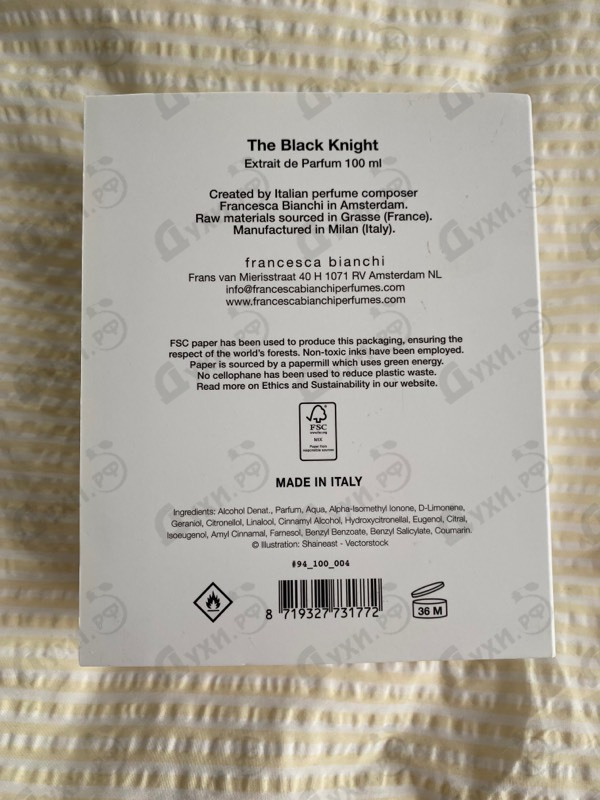 The Black Knight
Extrait de Parfum 100 ml
Created by Italian perfume composer
Francesca Bianchi in Amsterdam.
Raw materials sourced in Grasse (France).
Manufactured in Milan (Italy).
francesca bianchi
Frans van Mierisstraat 40 H 1071 RV Amsterdam NL
info@francescabianchiperfumes.com
www.francescabianchiperfumes.com
FSC paper has been used to produce this packaging, ensuring the
respect of the world's forests. Non-toxic inks have been employed.
Paper is sourced by a papermill which uses green energy.
No cellophane has been used to reduce plastic waste.
Read more on Ethics and Sustainability in our website.
FSC
www.fsc.org
MIX
Paper from
responsible sources
MADE IN ITALY
Ingredients: Alcohol Denat., Parfum, Aqua, Alpha-Isomethyl Ionone, D-Limonene,
Geraniol, Citronellol, Linalool, Cinnamyl Alcohol, Hydroxycitronellal, Eugenol, Citral,
Isoeugenol, Amyl Cinnamal, Farnesol, Benzyl Benzoate, Benzyl Salicylate, Coumarin.
© Illustration: Shaineast - Vectorstock
#94_100_004
8 719327 731772
36 M
Духи.рф